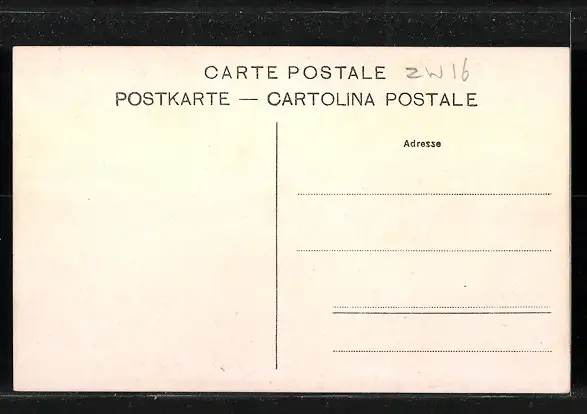 CARTE POSTALE ZW16
POSTKARTE — CARTOLINA POSTALE
Adresse